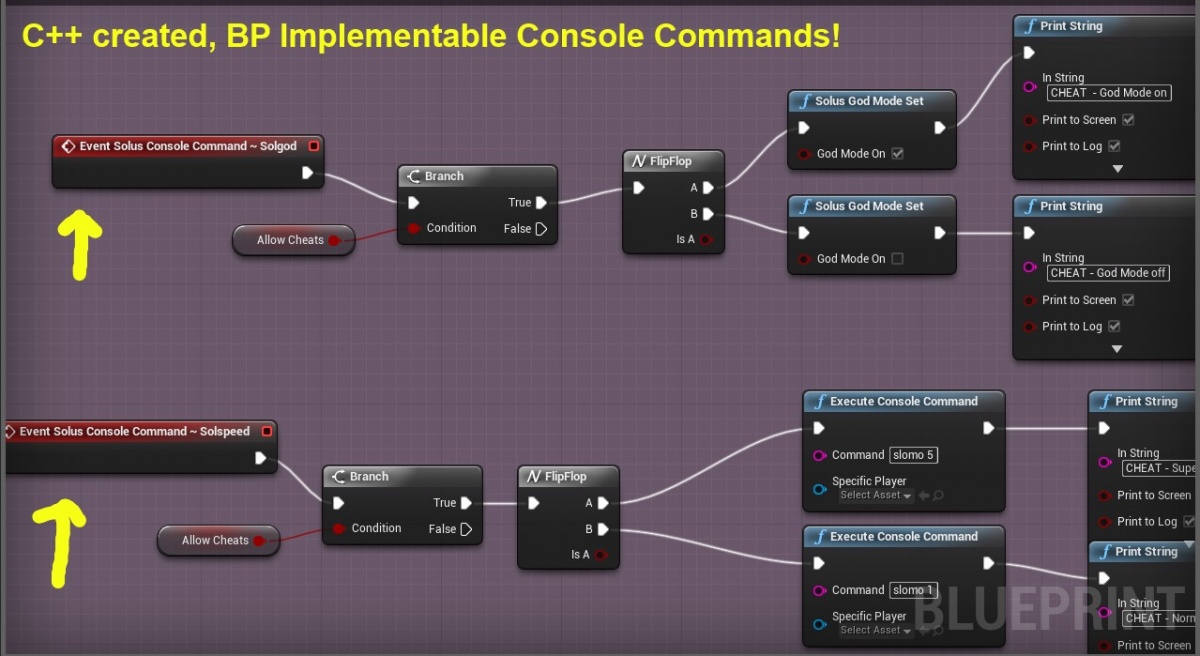 C++ created, BP Implementable Console Commands!
Event Solus Console Command ~ Solgod
Allow Cheats
Branch
True
Condition
False
FlipFlop
A
B
Is A
Solus God Mode Set
God Mode On
Print String
In String
CHEAT - God Mode on
Print to Screen
Print to Log
Solus God Mode Set
God Mode On
Print String
In String
CHEAT - God Mode off
Print to Screen
Print to Log
Event Solus Console Command ~ Solspeed
Allow Cheats
Branch
True
Condition
False
FlipFlop
A
B
Is A
Execute Console Command
Command slomo 5
Specific Player
Select Asset
Print String
In String
CHEAT - Supe
Print to Screen
Print to Log
Execute Console Command
Command slomo 1
Specific Player
Select Asset
Print String
In String
CHEAT - Norm
Print to Screen
BLUEPRINT